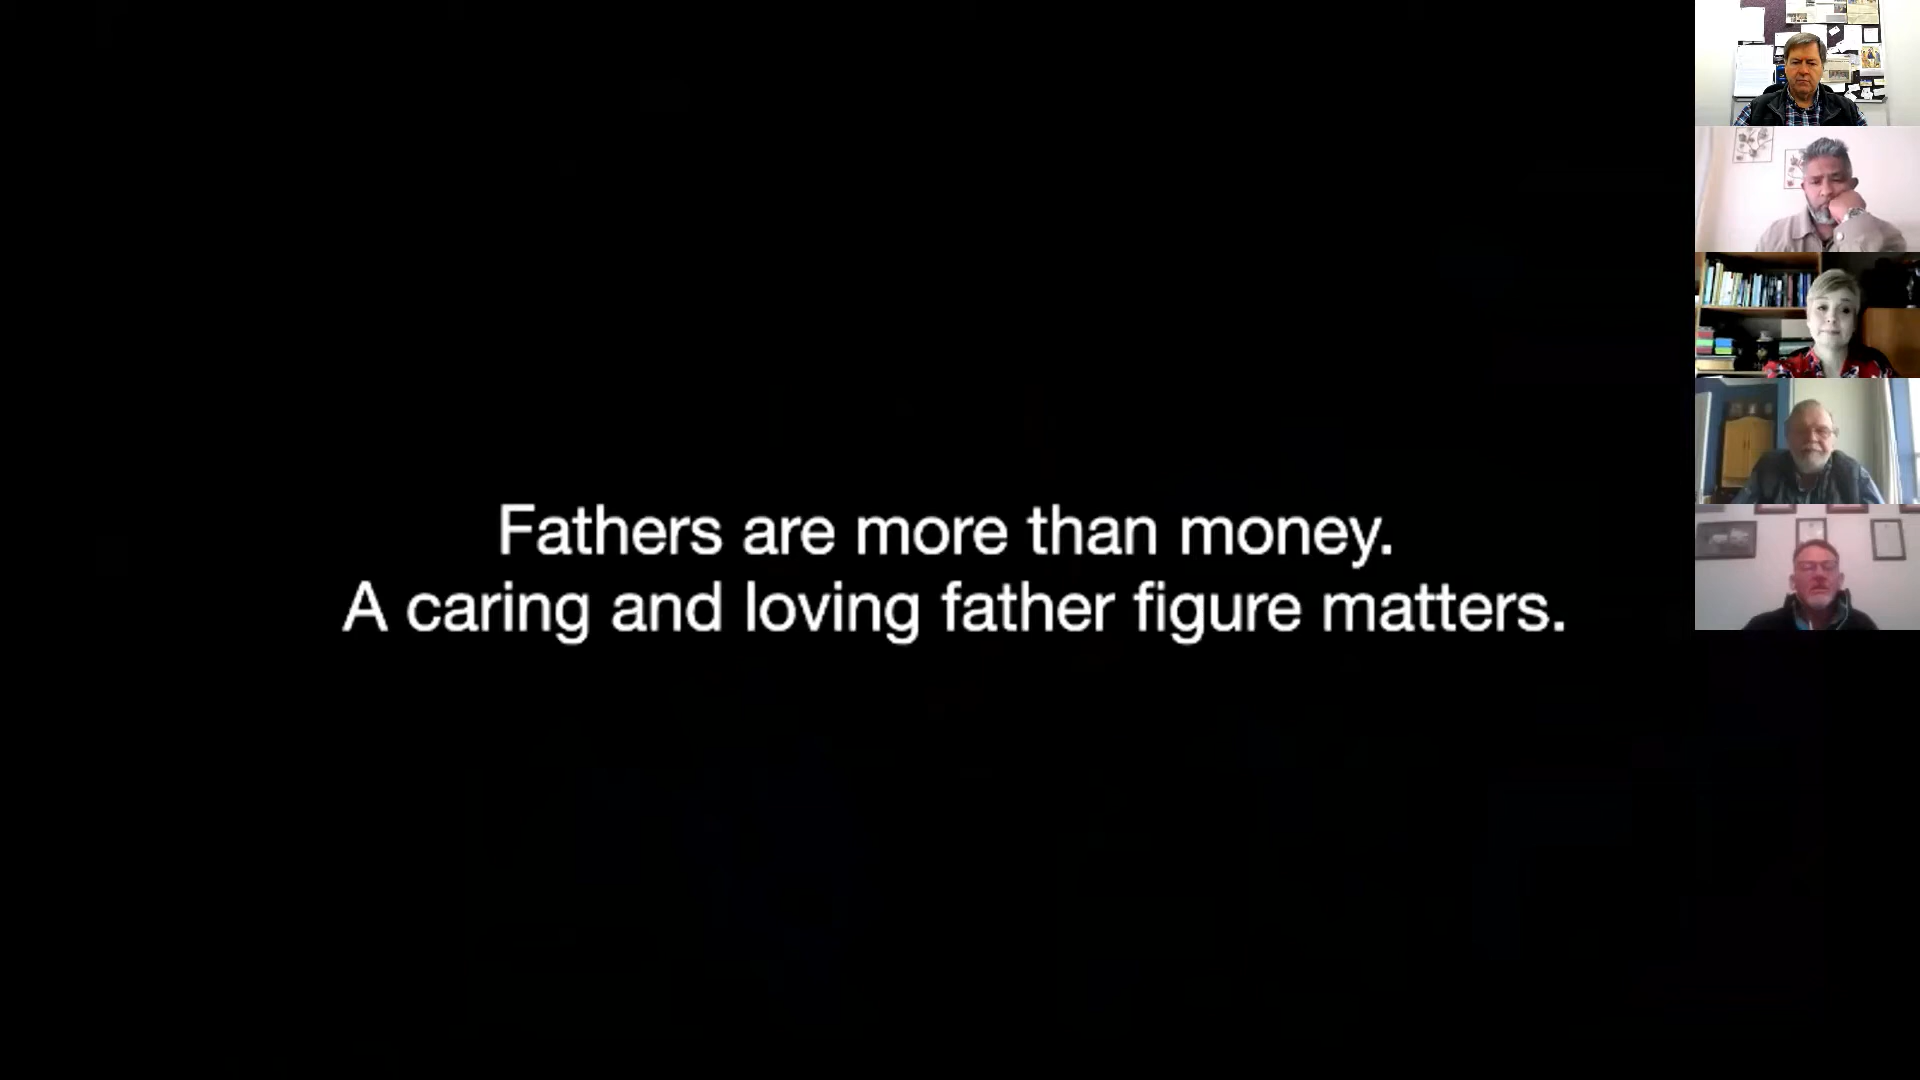 Fathers are more than money.
A caring and loving father figure matters.